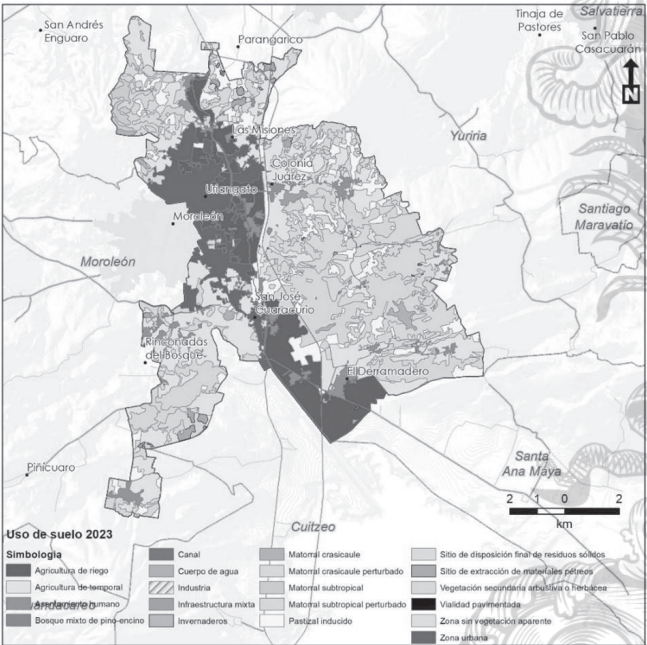 San Andrés
Enguaro
Parangarico
Tinaja de
Pastores
Salvatierra
San Pablo
Casacuarán
N
Las Misiones
Yuriria
Colonia
Juárez
Uriangato
Moroleón
Santiago
Maravatío
Moroleón
San José
Cuaracurio
Rinconadas
del Bosque
El Derramadero
Piñícuaro
Santa
Ana Maya
2 1 0 2
km
Cuitzeo
Uso de suelo 2023
Simbología
Agricultura de riego
Agricultura de temporal
Asentamiento humano
Bosque mixto de pino-encino
Canal
Cuerpo de agua
Industria
Infraestructura mixta
Invernaderos
Matorral crasicaule
Matorral crasicaule perturbado
Matorral subtropical
Matorral subtropical perturbado
Pastizal inducido
Sitio de disposición final de residuos sólidos
Sitio de extracción de materiales pétreos
Vegetación secundaria arbustiva o herbácea
Vialidad pavimentada
Zona sin vegetación aparente
Zona urbana